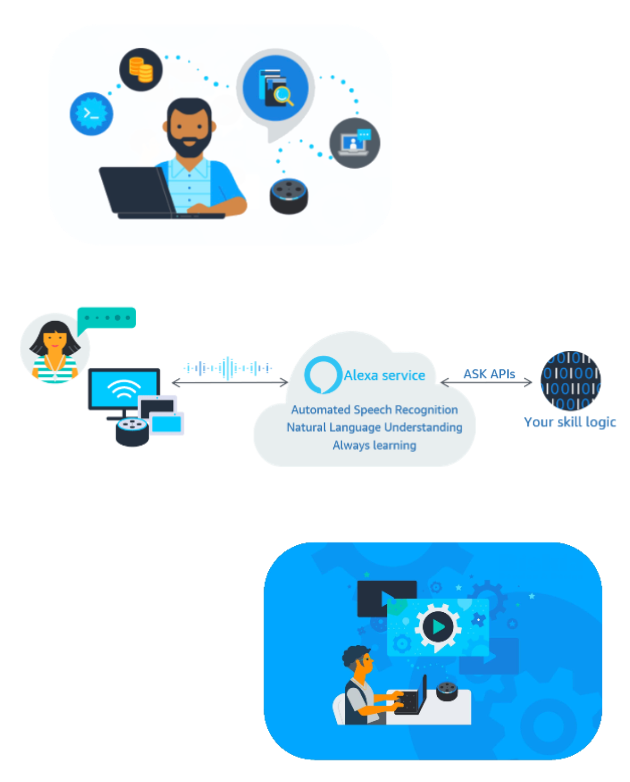 Alexa service
ASK APIs
Automated Speech Recognition
Natural Language Understanding
Always learning
Your skill logic